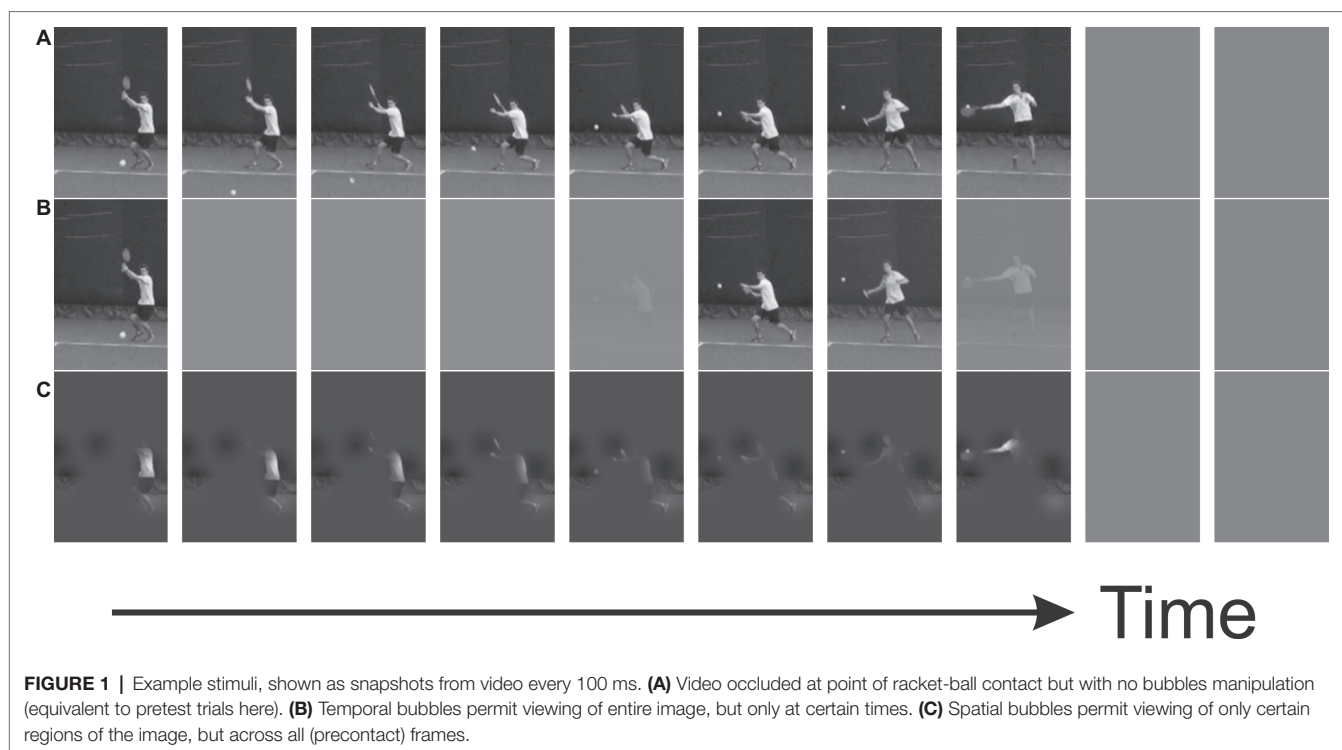 A
B
C
Time
FIGURE 1 | Example stimuli, shown as snapshots from video every 100 ms. (A) Video occluded at point of racket-ball contact but with no bubbles manipulation
(equivalent to pretest trials here). (B) Temporal bubbles permit viewing of entire image, but only at certain times. (C) Spatial bubbles permit viewing of only certain
regions of the image, but across all (precontact) frames.